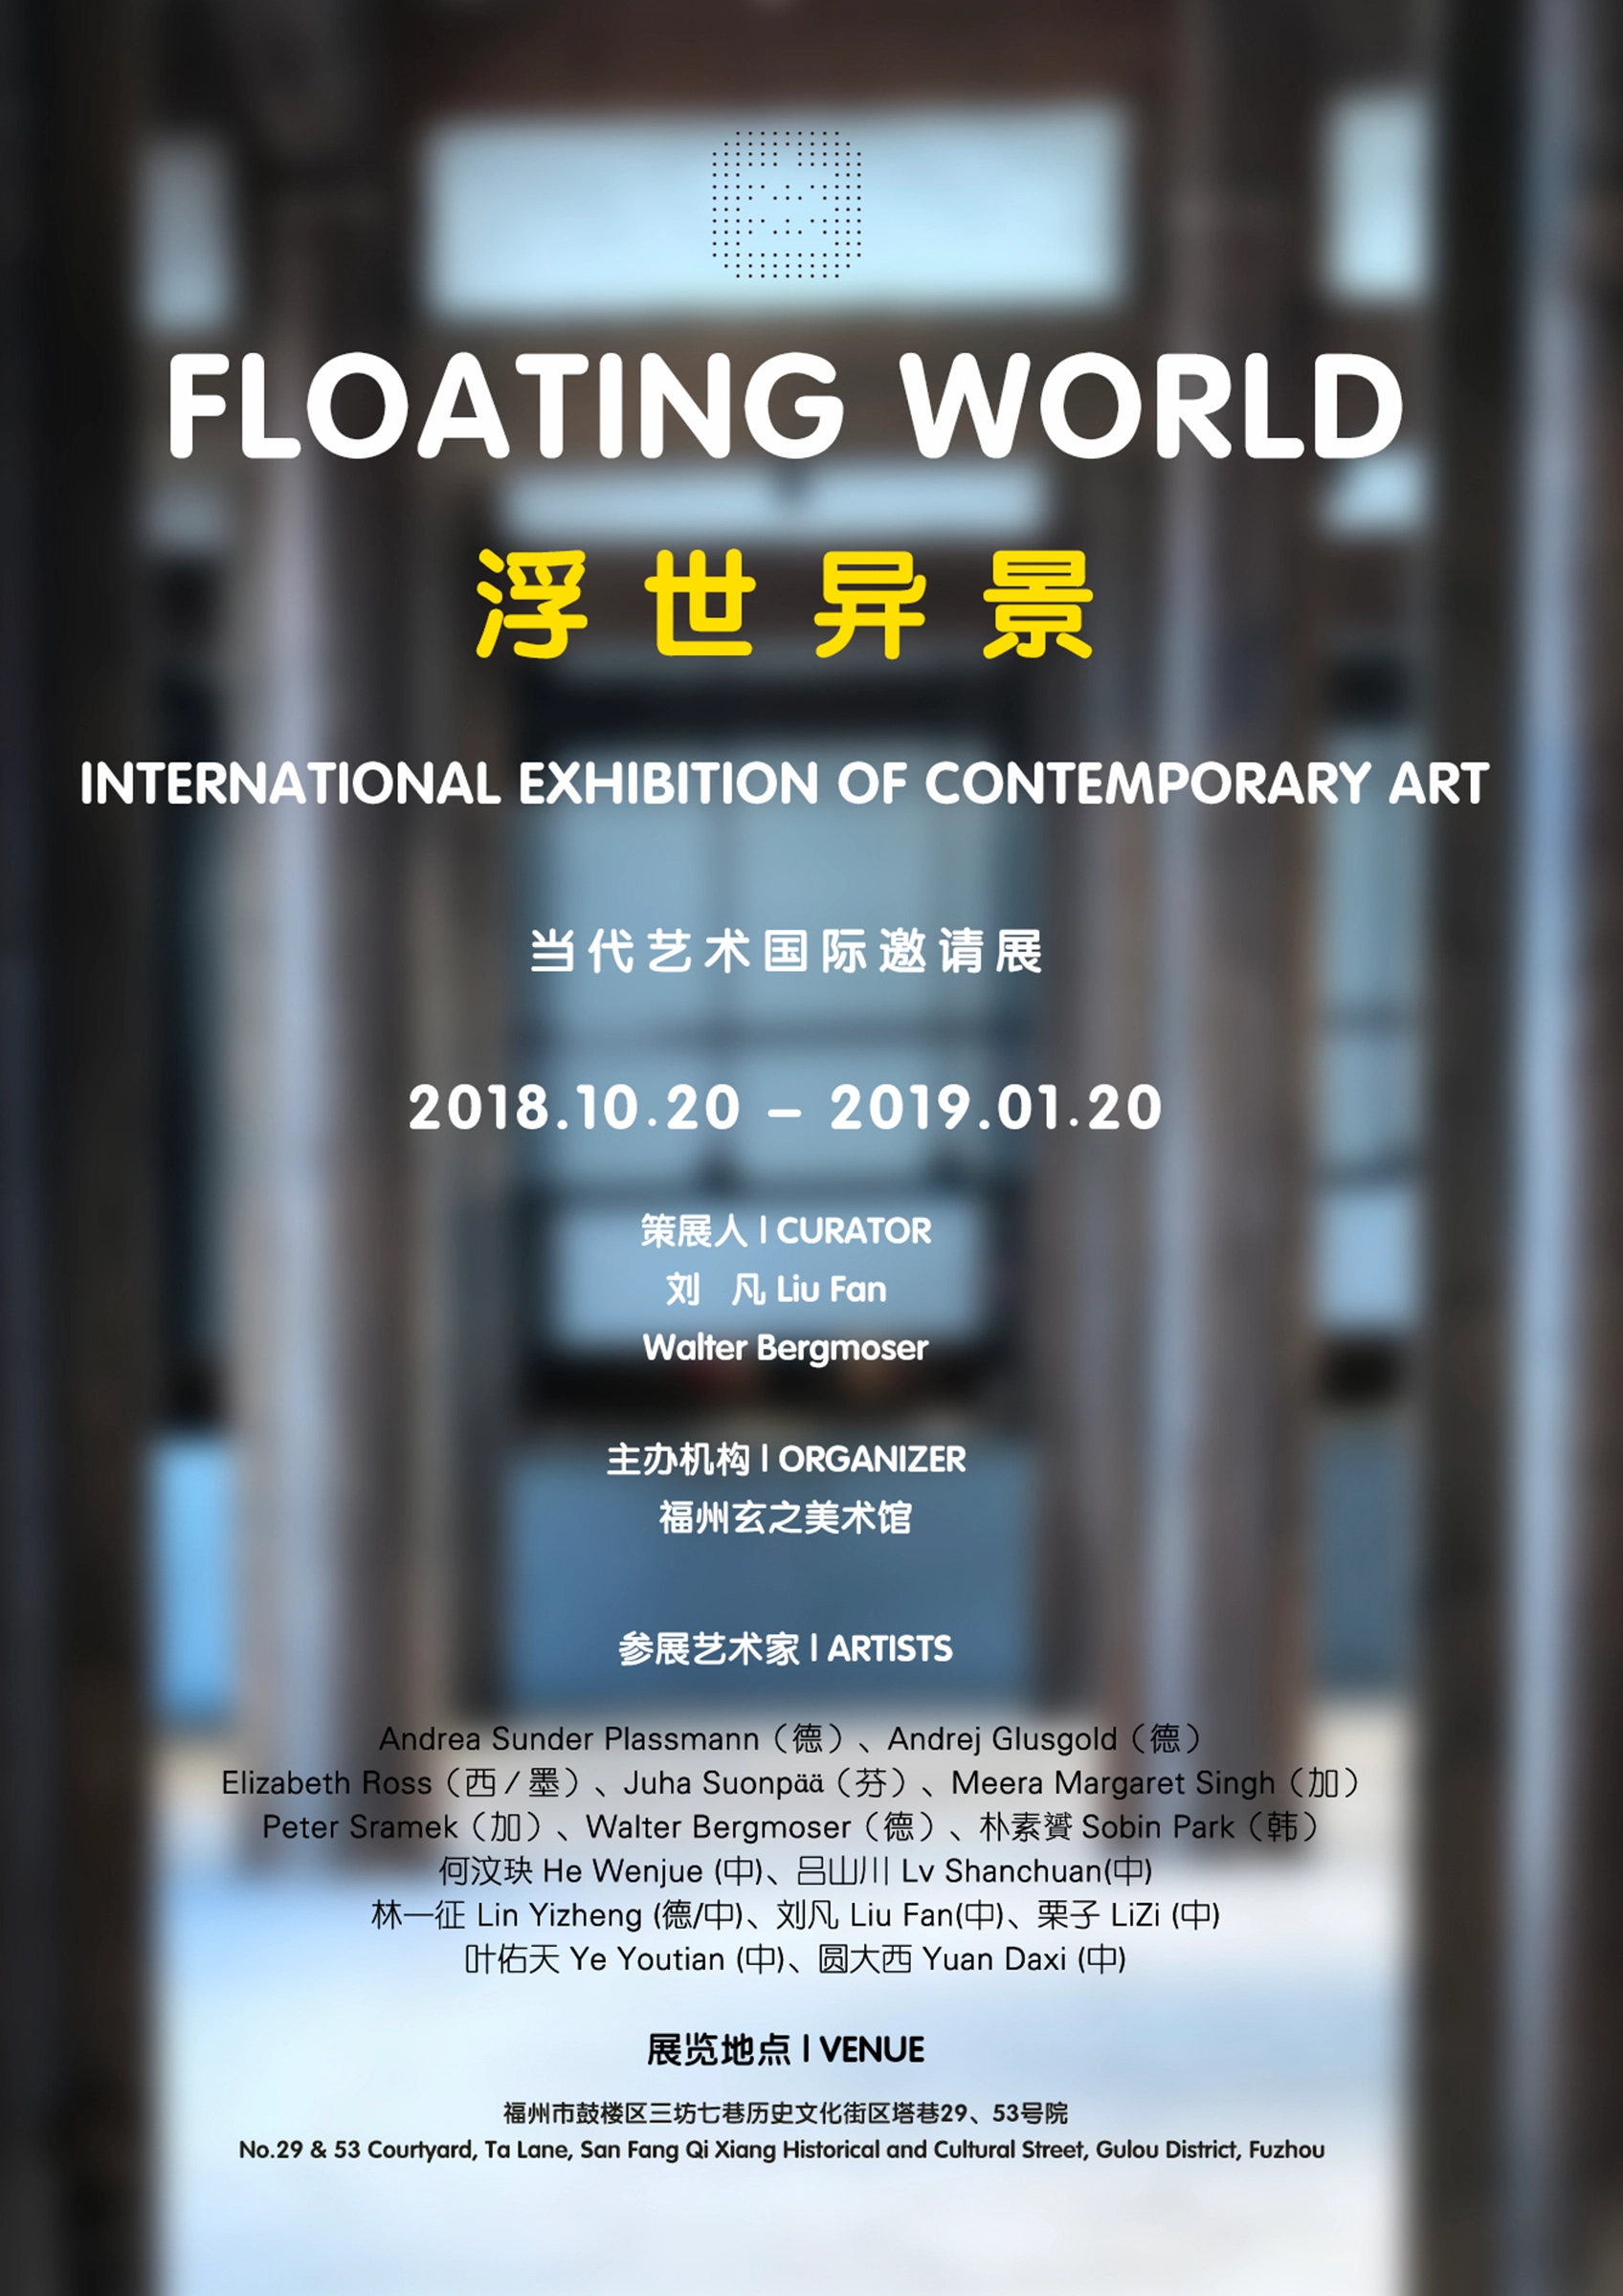 FLOATING WORLD
浮世异景
INTERNATIONAL EXHIBITION OF CONTEMPORARY ART
当代艺术国际邀请展
2018.10.20 – 2019.01.20
策展人 | CURATOR
刘 凡 Liu Fan
Walter Bergmoser
主办机构 | ORGANIZER
福州玄之美术馆
参展艺术家 | ARTISTS
Andrea Sunder Plassmann（德）、Andrej Glusgold（德）
Elizabeth Ross（西／墨）、Juha Suonpää（芬）、Meera Margaret Singh（加）
Peter Sramek（加）、Walter Bergmoser（德）、朴素贇 Sobin Park（韩）
何汶玦 He Wenjue (中)、吕山川 Lv Shanchuan(中)
林一征 Lin Yizheng (德/中)、刘凡 Liu Fan(中)、栗子 LiZi (中)
叶佑天 Ye Youtian (中)、圆大西 Yuan Daxi (中)
展览地点 | VENUE
福州市鼓楼区三坊七巷历史文化街区塔巷29、53号院
No.29 & 53 Courtyard, Ta Lane, San Fang Qi Xiang Historical and Cultural Street, Gulou District, Fuzhou